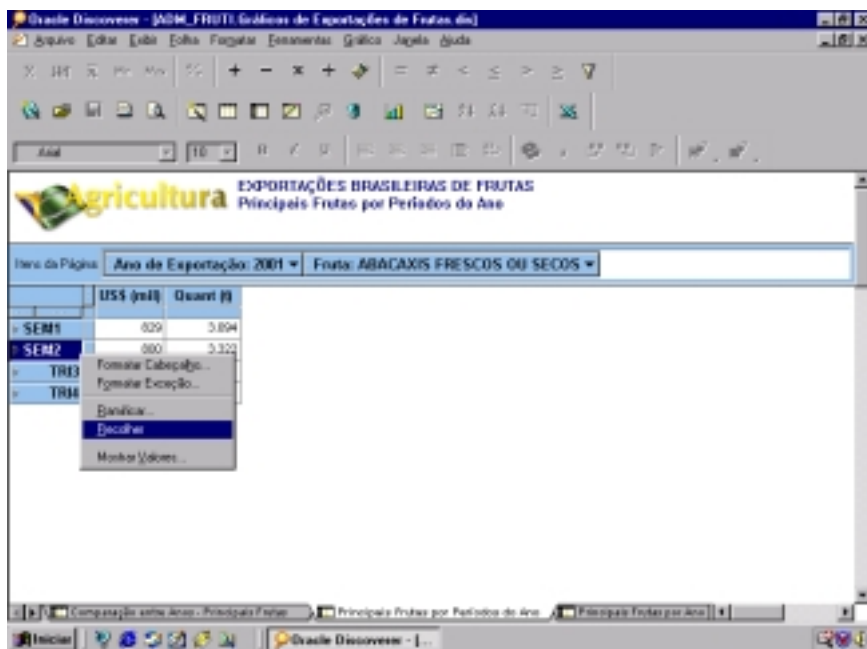 Oracle Discoverer - [ADM_FRUTI.Gráficos de Exportações de Frutas.dis]
Arquivo Editar Exibir Folha Formatar Ferramentas Gráfico Janela Ajuda
Arial 10
Agricultura
EXPORTAÇÕES BRASILEIRAS DE FRUTAS
Principais Frutas por Períodos do Ano
Itens da Página Ano de Exportação: 2001 Fruta: ABACAXIS FRESCOS OU SECOS
US$ (mil) Quant (t)
SEM1 829 3.894
SEM2
TRI3
TRI4
Formatar Cabeçalho...
Formatar Exceção...
Ramificar...
Recolher
Mostrar Valores...
Comparação entre Anos - Principais Frutas Principais Frutas por Períodos do Ano Principais Frutas por Ano
Iniciar Oracle Discoverer - [...